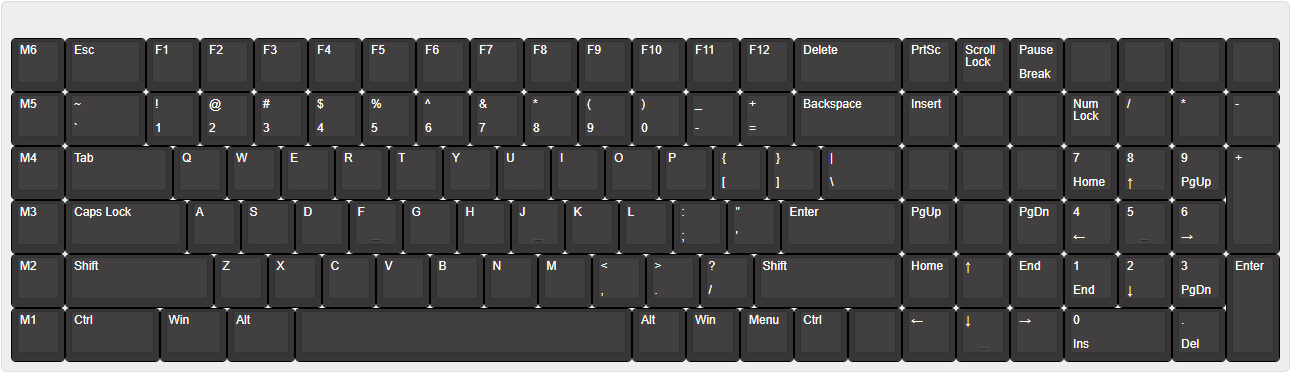 M6 Esc F1 F2 F3 F4 F5 F6 F7 F8 F9 F10 F11 F12 Delete PrtSc Scroll Lock Pause Break
M5 ~ ` ! 1 @ 2 # 3 $ 4 % 5 ^ 6 & 7 * 8 ( 9 ) 0 _ - + = Backspace Insert Num Lock / * -
M4 Tab Q W E R T Y U I O P { [ } ] | \ 7 Home 8 ↑ 9 PgUp +
M3 Caps Lock A S D F _ G H J _ K L : ; " ' Enter PgUp PgDn 4 ← 5 _ 6 →
M2 Shift Z X C V B N M < , > . ? / Shift Home ↑ End 1 End 2 ↓ 3 PgDn Enter
M1 Ctrl Win Alt Alt Win Menu Ctrl ← ↓ _ → 0 Ins . Del